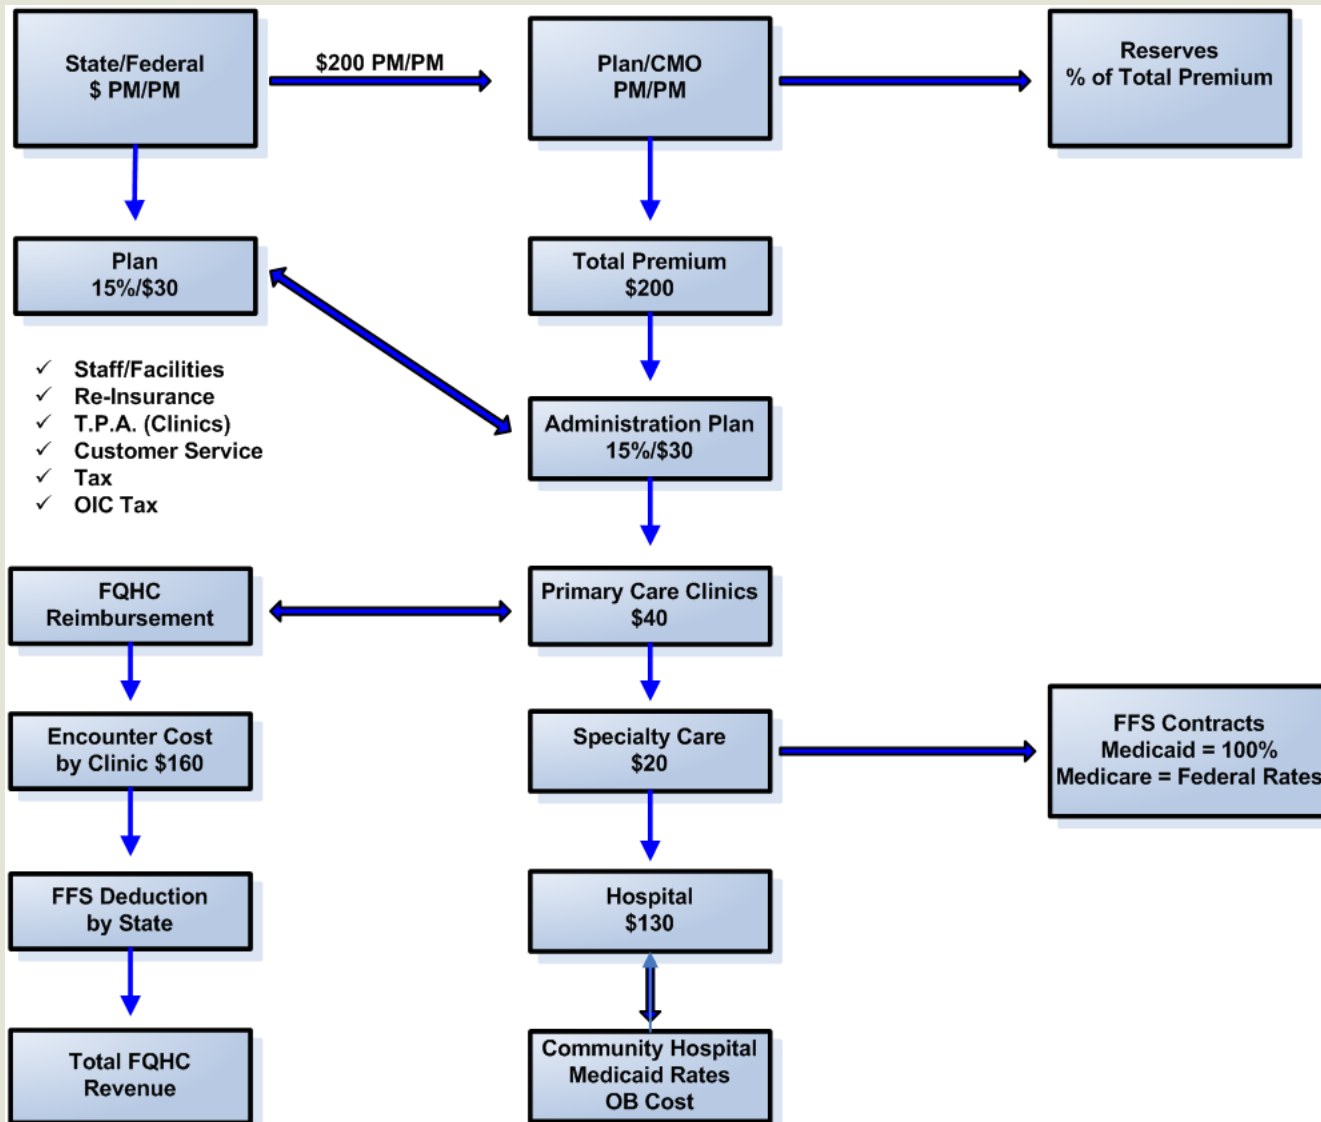 State/Federal
$ PM/PM
$200 PM/PM
Plan/CMO
PM/PM
Reserves
% of Total Premium
Plan
15%/$30
Total Premium
$200
✓ Staff/Facilities
✓ Re-Insurance
✓ T.P.A. (Clinics)
✓ Customer Service
✓ Tax
✓ OIC Tax
Administration Plan
15%/$30
FQHC
Reimbursement
Primary Care Clinics
$40
Encounter Cost
by Clinic $160
Specialty Care
$20
FFS Contracts
Medicaid = 100%
Medicare = Federal Rates
FFS Deduction
by State
Hospital
$130
Total FQHC
Revenue
Community Hospital
Medicaid Rates
OB Cost